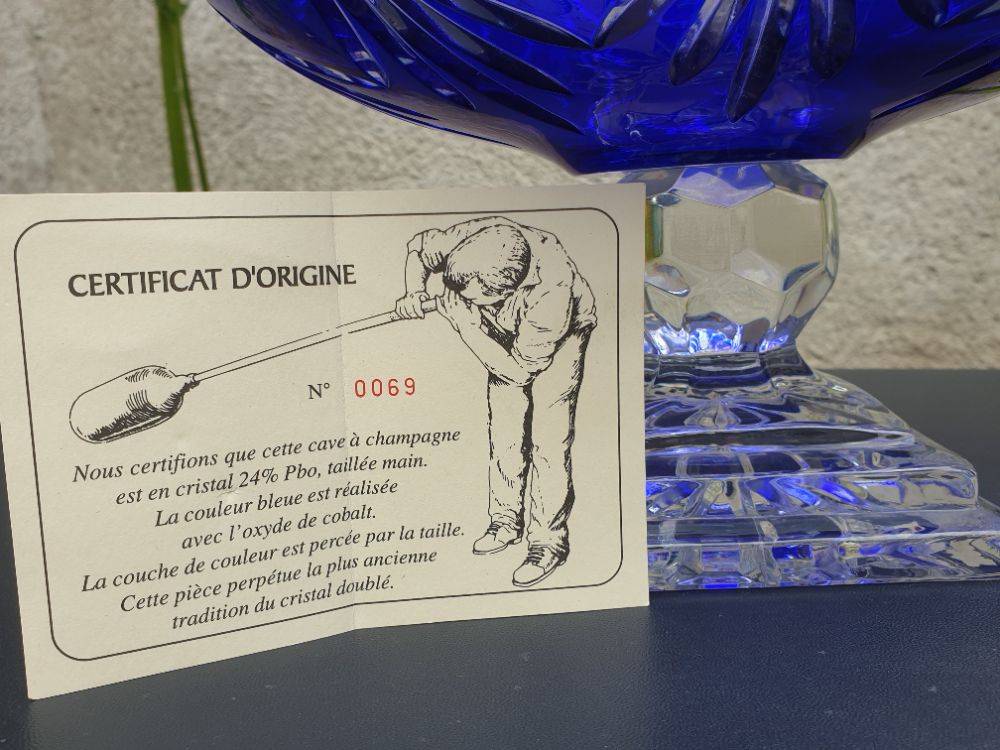 CERTIFICAT D'ORIGINE
N° 0069
Nous certifions que cette cave à champagne
est en cristal 24% Pbo, taillée main.
La couleur bleue est réalisée
avec l'oxyde de cobalt.
La couche de couleur est percée par la taille.
Cette pièce perpétue la plus ancienne
tradition du cristal doublé.